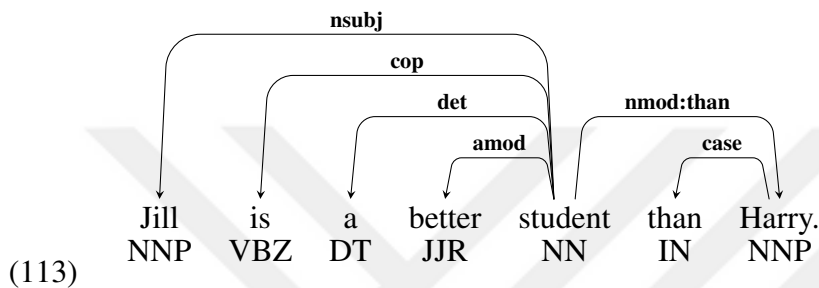 nsubj
cop
det nmod:than
amod case
Jill is a better student than Harry.
NNP VBZ DT JJR NN IN NNP
(113)